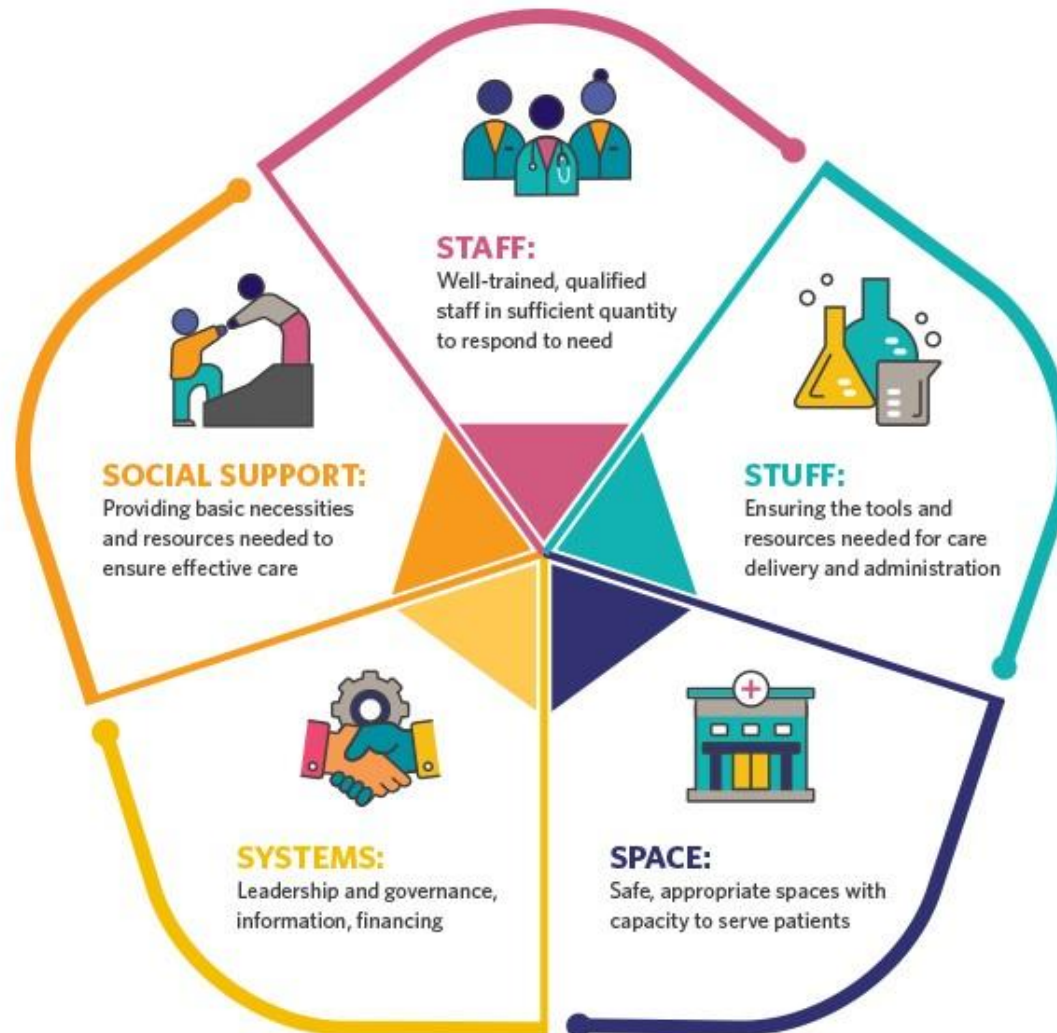 STAFF:
Well-trained, qualified
staff in sufficient quantity
to respond to need
STUFF:
Ensuring the tools and
resources needed for care
delivery and administration
SPACE:
Safe, appropriate spaces with
capacity to serve patients
SYSTEMS:
Leadership and governance,
information, financing
SOCIAL SUPPORT:
Providing basic necessities
and resources needed to
ensure effective care